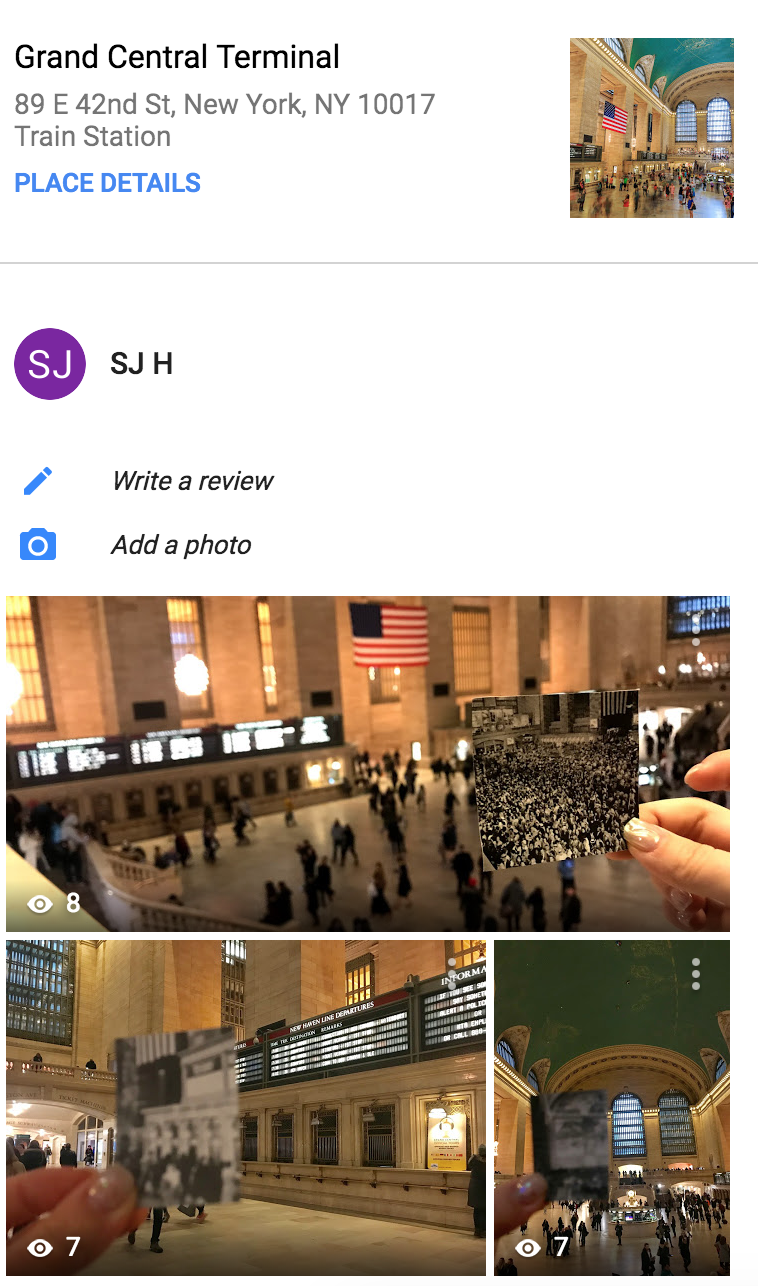 Grand Central Terminal
89 E 42nd St, New York, NY 10017
Train Station
PLACE DETAILS
SJ
SJ H
Write a review
Add a photo
8
NEW HAVEN LINE DEPARTURES
INFORMA
7
7